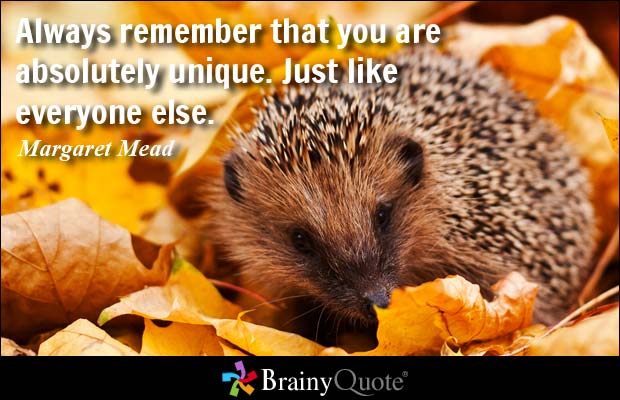 Always remember that you are
absolutely unique. Just like
everyone else.
Margaret Mead
BrainyQuote®